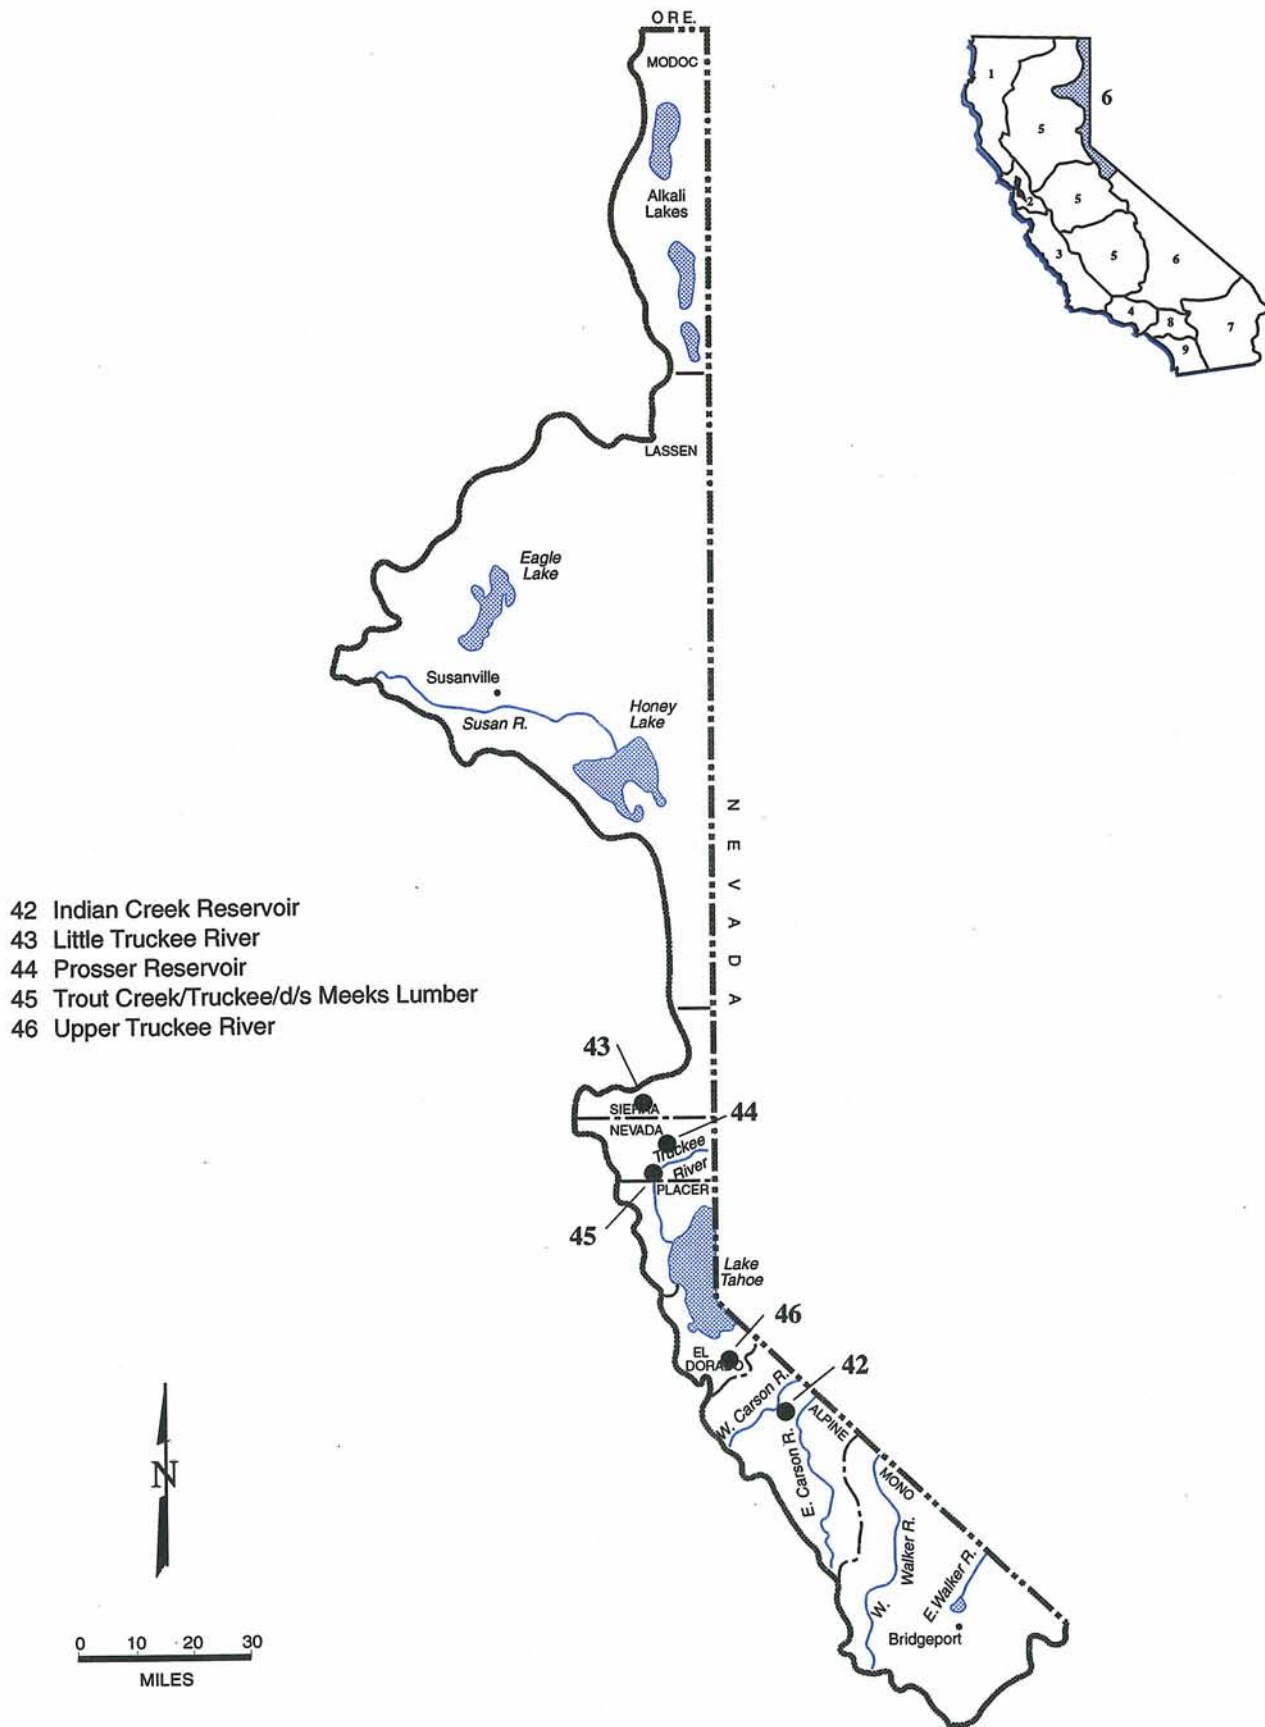 ORE.
MODOC
Alkali
Lakes
LASSEN
Eagle
Lake
Susanville
Susan R.
Honey
Lake
NEVADA
42 Indian Creek Reservoir
43 Little Truckee River
44 Prosser Reservoir
45 Trout Creek/Truckee/d/s Meeks Lumber
46 Upper Truckee River
43
SIERRA
44
NEVADA
Truckee
River
PLACER
45
Lake
Tahoe
46
EL
DORADO
42
W. Carson R.
ALPINE
E. Carson R.
MONO
W. Walker R.
E. Walker R.
Bridgeport
N
0 10 20 30
MILES
1
6
5
2
5
3
5
6
4
8
7
9